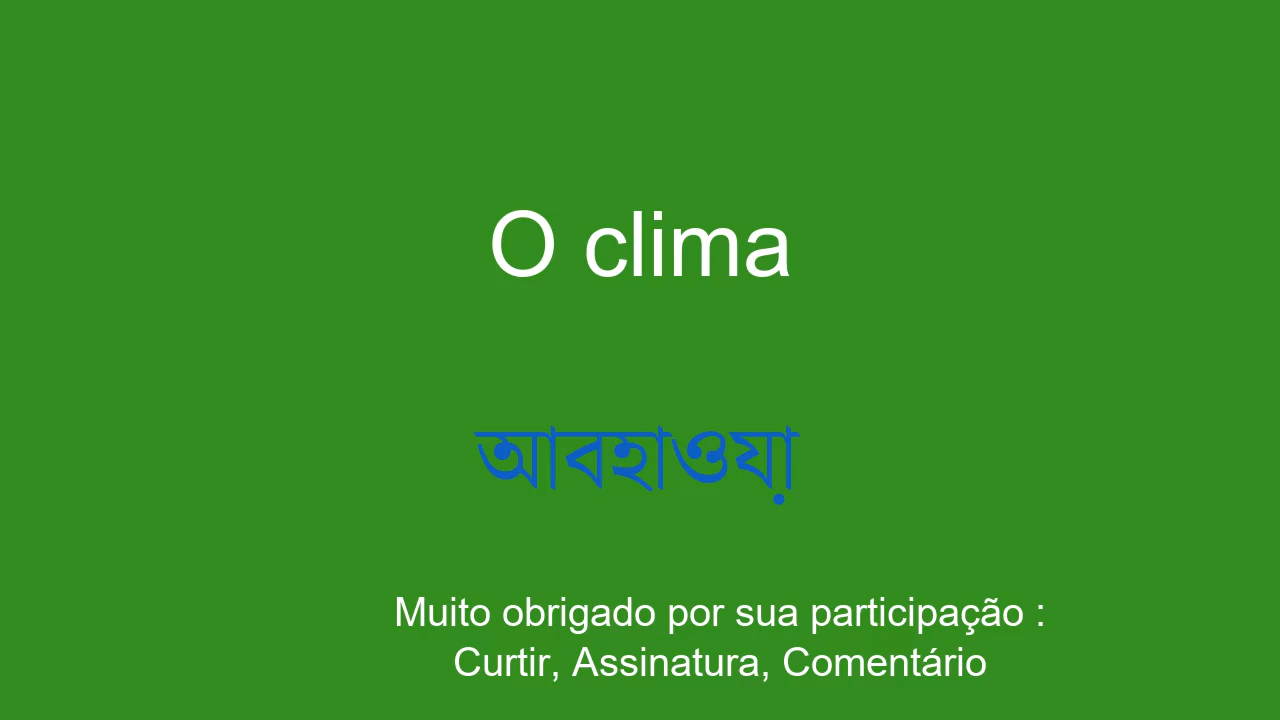 O clima
আবহাওয়া
Muito obrigado por sua participação :
Curtir, Assinatura, Comentário